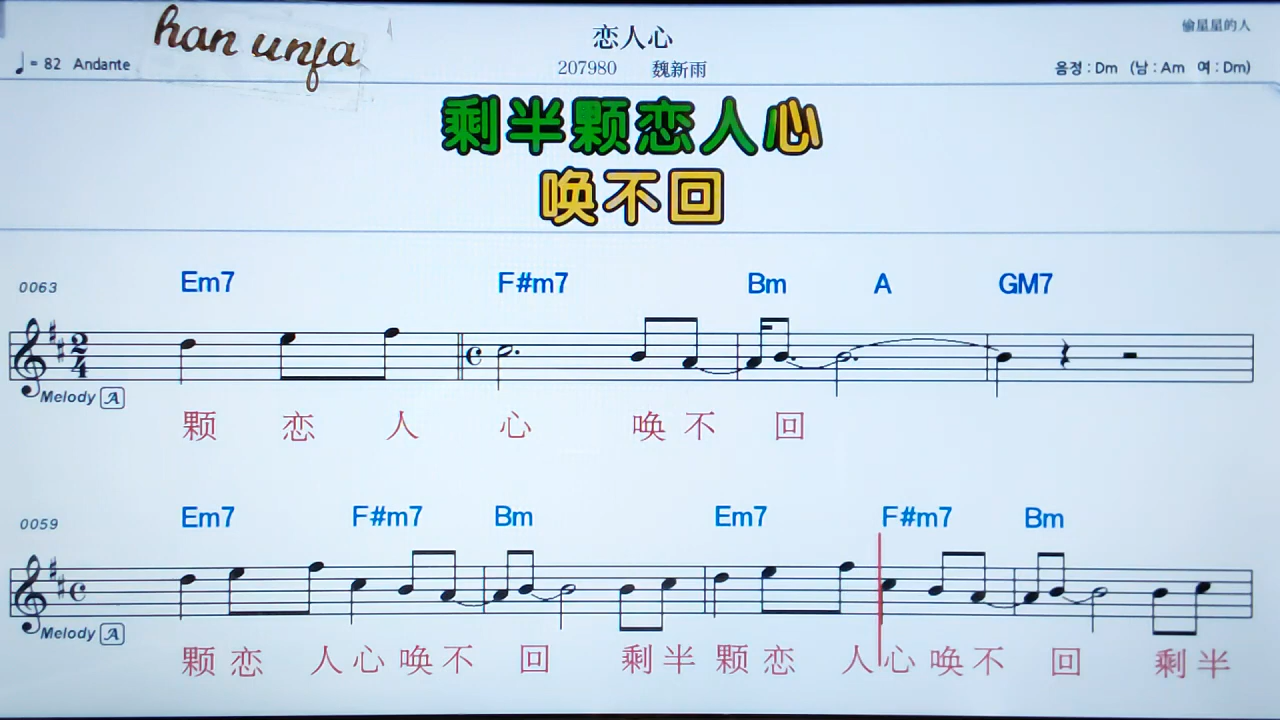 han unja
恋人心
偷星星的人
♩= 82 Andante
207980 魏新雨
음정 : Dm (남 : Am 여 : Dm)
剩半颗恋人心
唤不回
0063 Em7 F#m7 Bm A GM7
2/4
Melody A
颗 恋 人 心 唤 不 回
0059 Em7 F#m7 Bm Em7 F#m7 Bm
Melody A
颗 恋 人 心 唤 不 回 剩 半 颗 恋 人 心 唤 不 回 剩 半